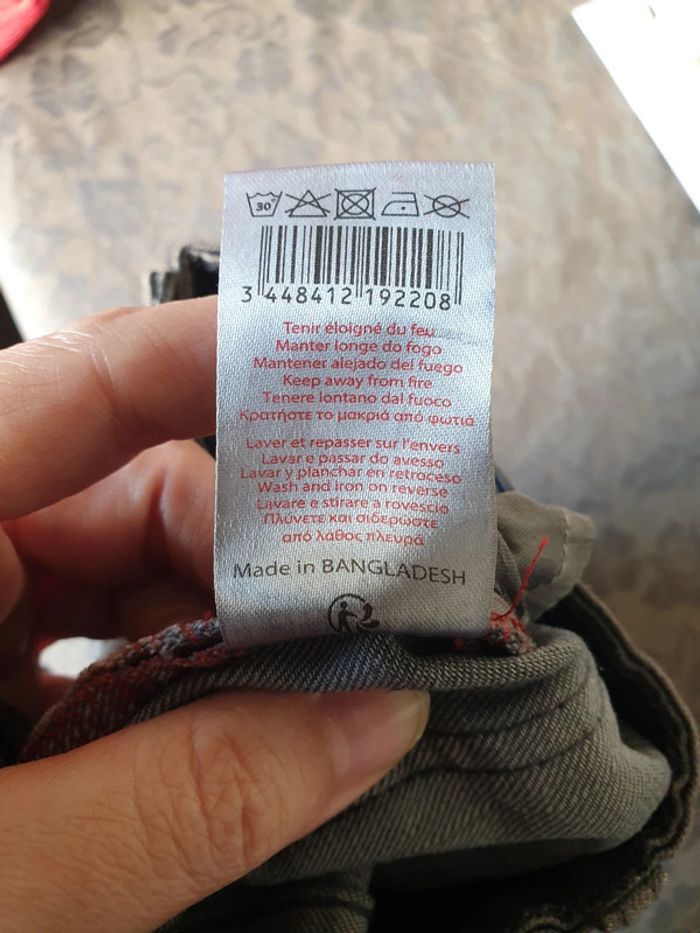 30°
3 448412 192208
Tenir éloigné du feu
Manter longe do fogo
Mantener alejado del fuego
Keep away from fire
Tenere lontano dal fuoco
Κρατήστε το μακριά από φωτιά
Laver et repasser sur l'envers
Lavar e passar do avesso
Lavar y planchar en retroceso
Wash and iron on reverse
Lavare e stirare a rovescio
Πλύνετε και σιδερώστε
από λάθος πλευρά
Made in BANGLADESH